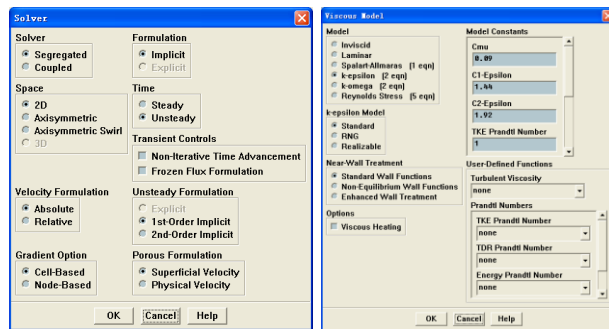 Solver
Solver
Formulation
Segregated
Coupled
Implicit
Explicit
Space
Time
2D
Axisymmetric
Axisymmetric Swirl
3D
Steady
Unsteady
Transient Controls
Non-Iterative Time Advancement
Frozen Flux Formulation
Velocity Formulation
Unsteady Formulation
Absolute
Relative
Explicit
1st-Order Implicit
2nd-Order Implicit
Gradient Option
Porous Formulation
Cell-Based
Node-Based
Superficial Velocity
Physical Velocity
OK Cancel Help
Viscous Model
Model
Inviscid
Laminar
Spalart-Allmaras (1 eqn)
k-epsilon (2 eqn)
k-omega (2 eqn)
Reynolds Stress (5 eqn)
k-epsilon Model
Standard
RNG
Realizable
Near-Wall Treatment
Standard Wall Functions
Non-Equilibrium Wall Functions
Enhanced Wall Treatment
Options
Viscous Heating
Model Constants
Cmu
0.09
C1-Epsilon
1.44
C2-Epsilon
1.92
TKE Prandtl Number
1
User-Defined Functions
Turbulent Viscosity
none
Prandtl Numbers
TKE Prandtl Number
none
TDR Prandtl Number
none
Energy Prandtl Number
none
OK Cancel Help